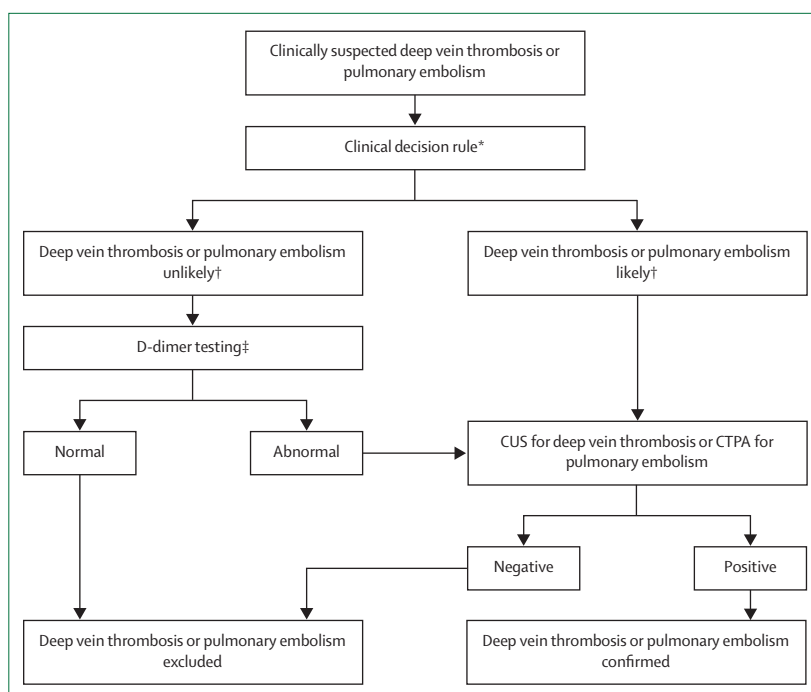 Clinically suspected deep vein thrombosis or
pulmonary embolism
Clinical decision rule*
Deep vein thrombosis or pulmonary embolism
unlikely†
Deep vein thrombosis or pulmonary embolism
likely†
D-dimer testing‡
Normal
Abnormal
CUS for deep vein thrombosis or CTPA for
pulmonary embolism
Negative
Positive
Deep vein thrombosis or pulmonary embolism
excluded
Deep vein thrombosis or pulmonary embolism
confirmed